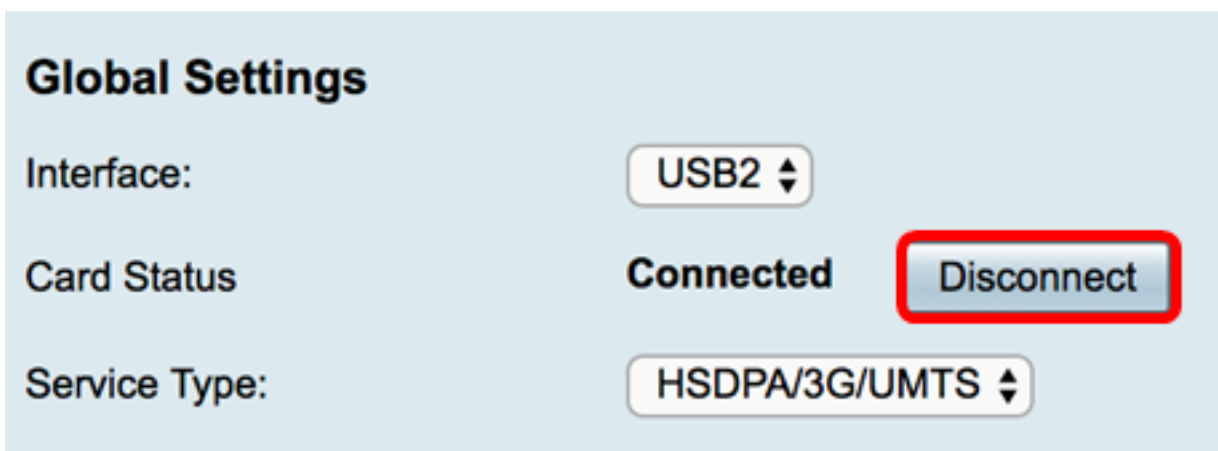 Global Settings
Interface: USB2
Card Status Connected Disconnect
Service Type: HSDPA/3G/UMTS